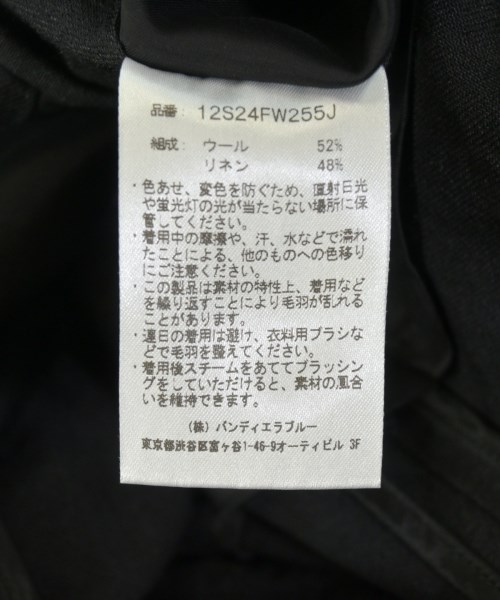 品番: 12S24FW255J
組成: ウール 52%
リネン 48%
・色あせ、変色を防ぐため、直射日光
や蛍光灯の光が当たらない場所に保
管してください。
・着用中の摩擦や、汗、水などで濡れ
たことによる、他のものへの色移り
にご注意ください。
・この製品は素材の特性上、着用など
を繰り返すことにより毛羽が乱れる
ことがあります。
・連日の着用は避け、衣料用ブラシな
どで毛羽を整えてください。
・着用後スチームをあててブラッシン
グをしていただけると、素材の風合
いを維持できます。
(株) バンディエラブルー
東京都渋谷区富ヶ谷1-46-9オーティビル 3F